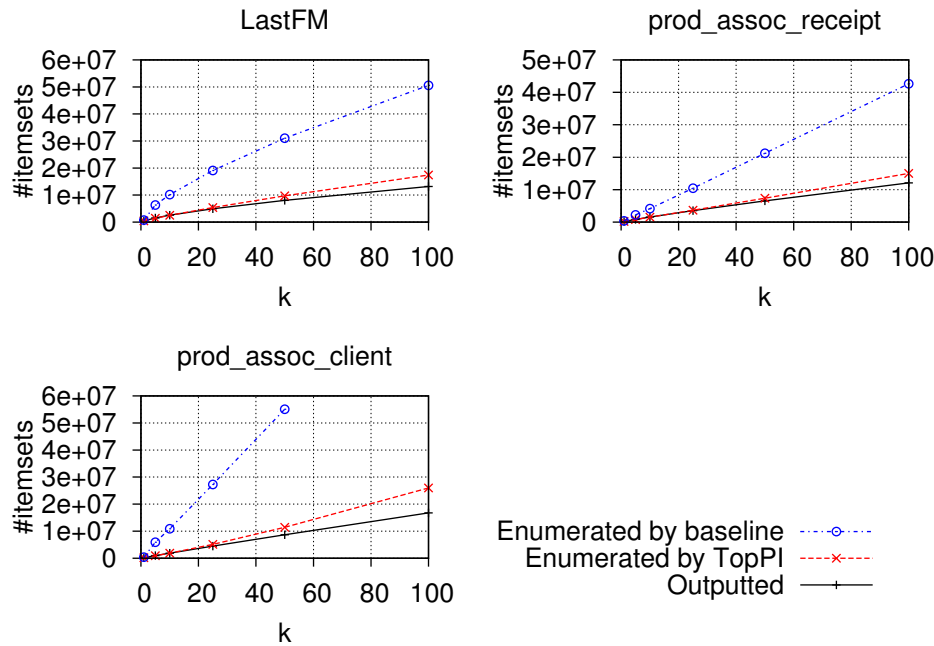 LastFM
6e+07
5e+07
4e+07
3e+07
2e+07
1e+07
0
#itemsets
0 20 40 60 80 100
k
prod_assoc_receipt
5e+07
4e+07
3e+07
2e+07
1e+07
0
#itemsets
0 20 40 60 80 100
k
prod_assoc_client
6e+07
5e+07
4e+07
3e+07
2e+07
1e+07
0
#itemsets
0 20 40 60 80 100
k
Enumerated by baseline
Enumerated by TopPI
Outputted